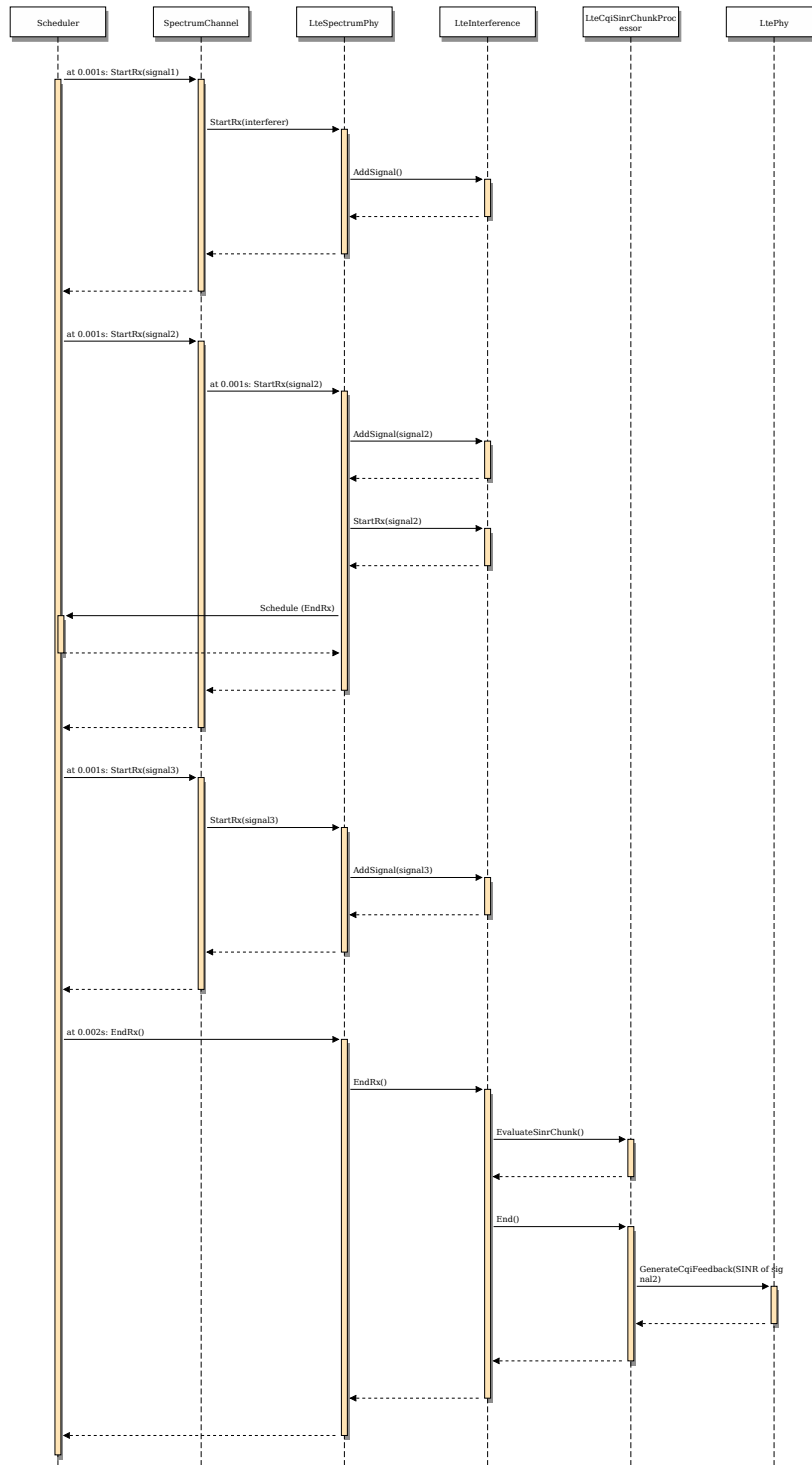 Scheduler
SpectrumChannel
LteSpectrumPhy
LteInterference
LteCqiSinrChunkProc
essor
LtePhy
at 0.001s: StartRx(signal1)
StartRx(interferer)
AddSignal()
at 0.001s: StartRx(signal2)
at 0.001s: StartRx(signal2)
AddSignal(signal2)
StartRx(signal2)
Schedule (EndRx)
at 0.001s: StartRx(signal3)
StartRx(signal3)
AddSignal(signal3)
at 0.002s: EndRx()
EndRx()
EvaluateSinrChunk()
End()
GenerateCqiFeedback(SINR of sig
nal2)